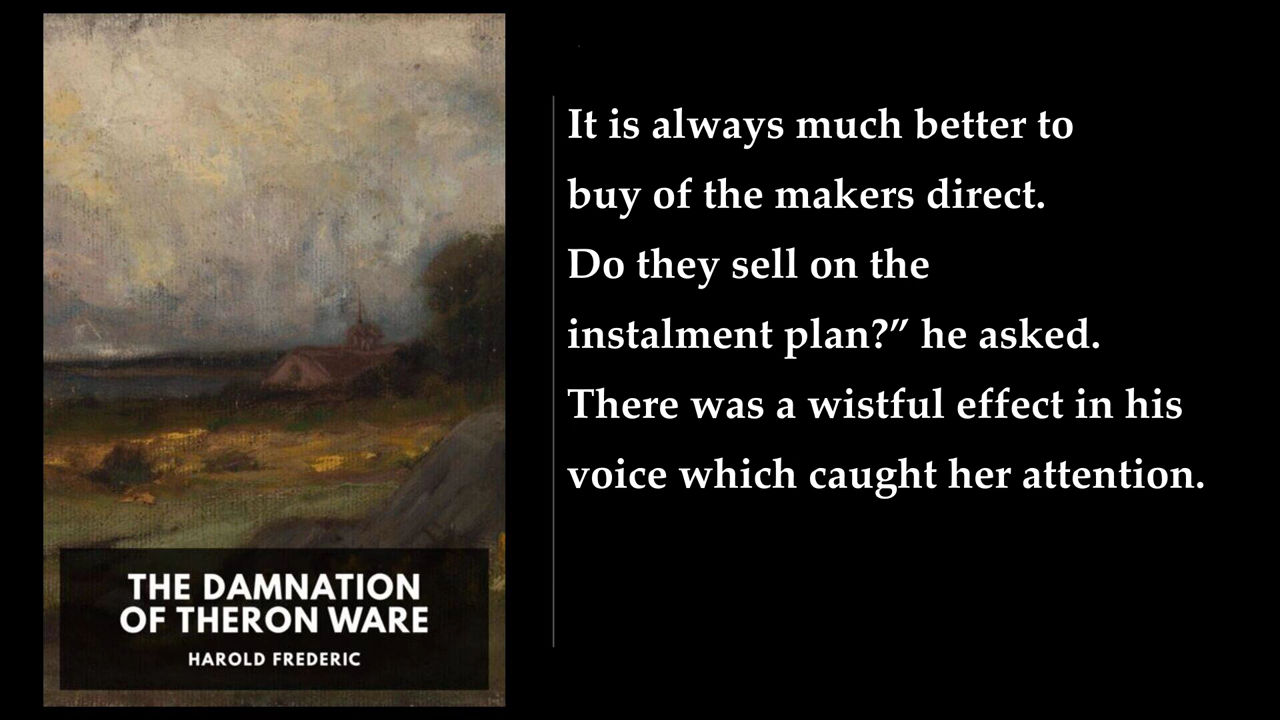 It is always much better to
buy of the makers direct.
Do they sell on the
instalment plan?” he asked.
There was a wistful effect in his
voice which caught her attention.
THE DAMNATION
OF THERON WARE
HAROLD FREDERIC